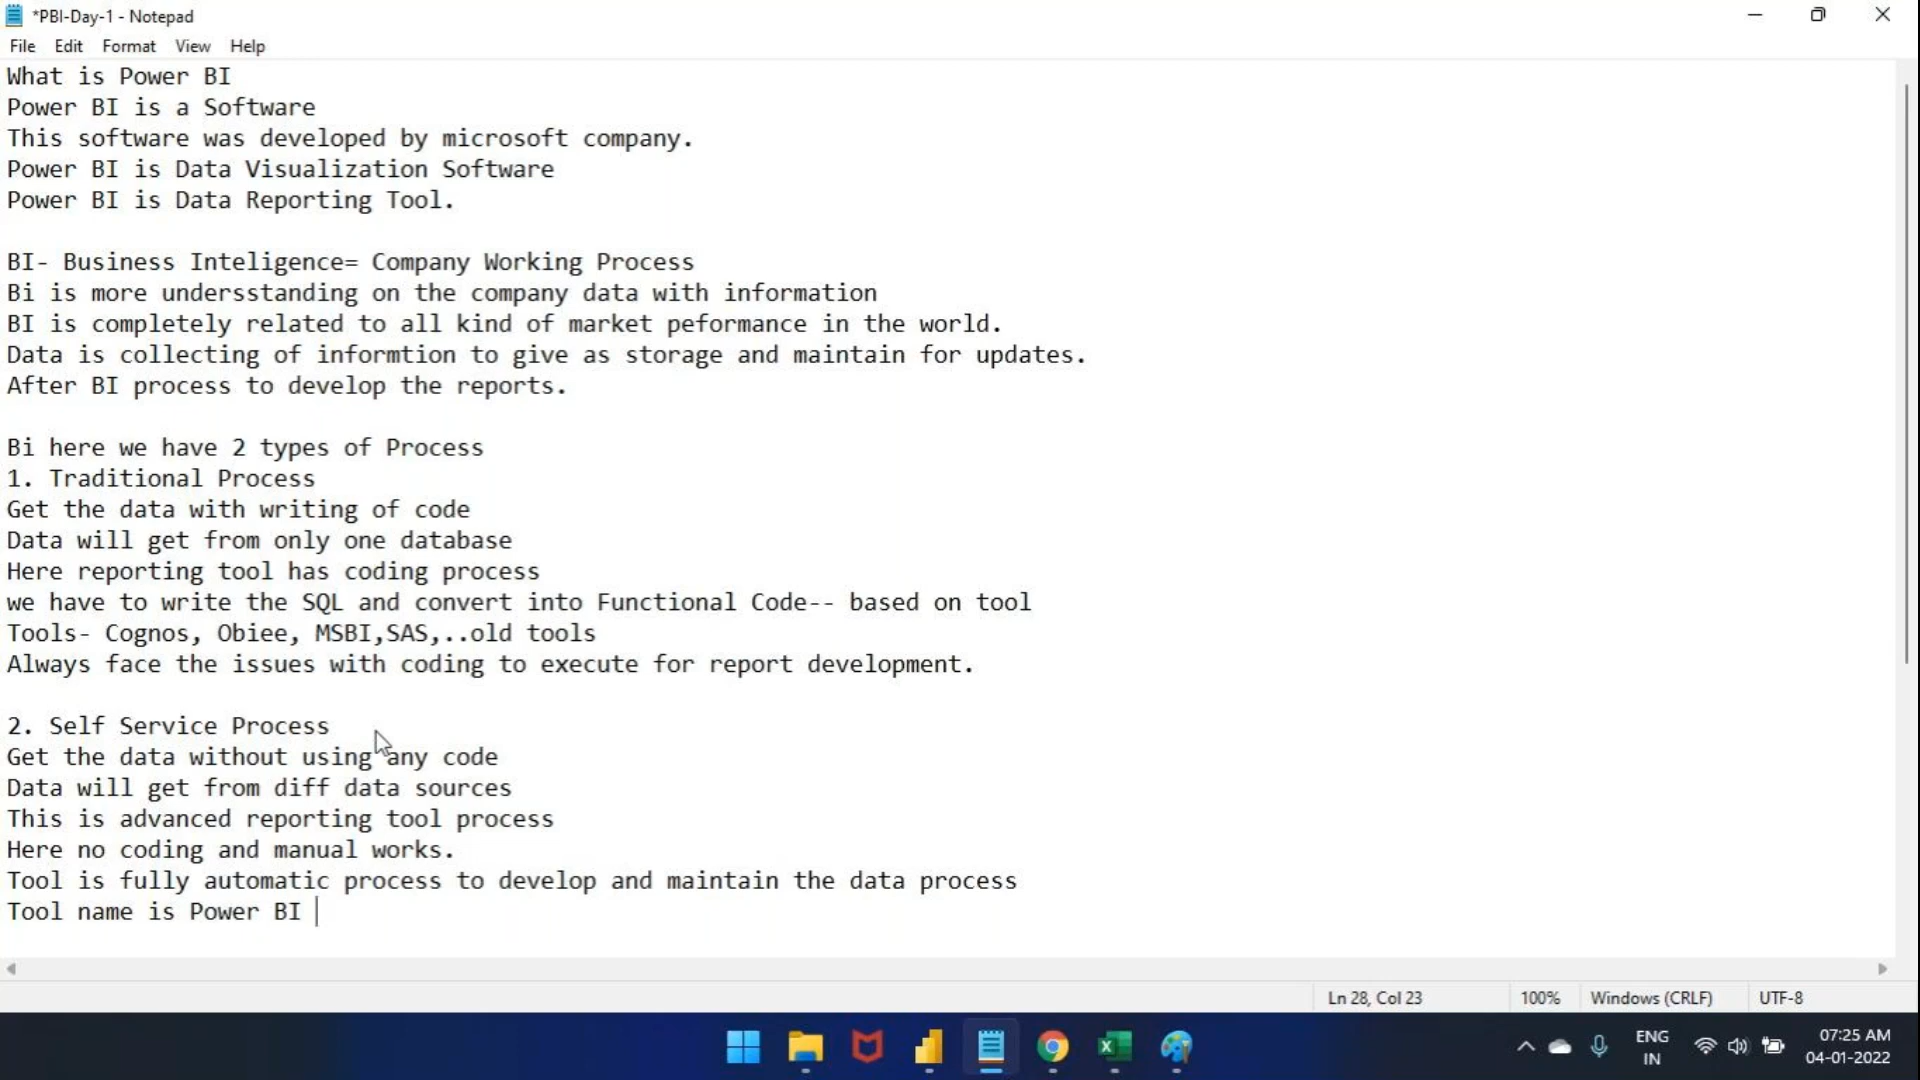 *PBI-Day-1 - Notepad
File Edit Format View Help
What is Power BI
Power BI is a Software
This software was developed by microsoft company.
Power BI is Data Visualization Software
Power BI is Data Reporting Tool.
BI- Business Inteligence= Company Working Process
Bi is more undersstanding on the company data with information
BI is completely related to all kind of market peformance in the world.
Data is collecting of informtion to give as storage and maintain for updates.
After BI process to develop the reports.
Bi here we have 2 types of Process
1. Traditional Process
Get the data with writing of code
Data will get from only one database
Here reporting tool has coding process
we have to write the SQL and convert into Functional Code-- based on tool
Tools- Cognos, Obiee, MSBI,SAS,..old tools
Always face the issues with coding to execute for report development.
2. Self Service Process
Get the data without using any code
Data will get from diff data sources
This is advanced reporting tool process
Here no coding and manual works.
Tool is fully automatic process to develop and maintain the data process
Tool name is Power BI
Ln 28, Col 23 100% Windows (CRLF) UTF-8
ENG 07:25 AM
IN 04-01-2022